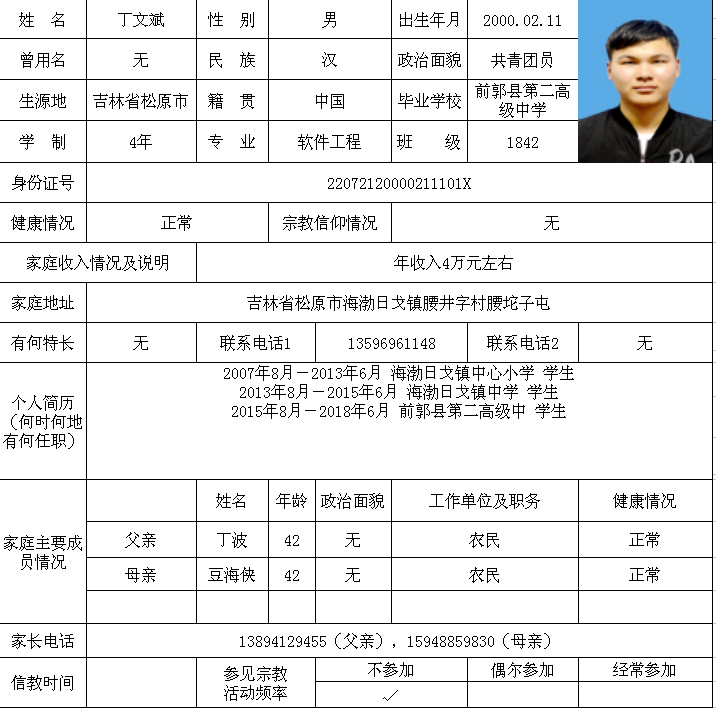 姓 名 丁文斌 性 别 男 出生年月 2000.02.11
曾用名 无 民 族 汉 政治面貌 共青团员
生源地 吉林省松原市 籍 贯 中国 毕业学校 前郭县第二高
级中学
学 制 4年 专 业 软件工程 班 级 1842
身份证号 22072120000211101X
健康情况 正常 宗教信仰情况 无
家庭收入情况及说明 年收入4万元左右
家庭地址 吉林省松原市海渤日戈镇腰井字村腰坨子屯
有何特长 无 联系电话1 13596961148 联系电话2 无
个人简历
（何时何地
有何任职）
2007年8月－2013年6月 海渤日戈镇中心小学 学生
2013年8月－2015年6月 海渤日戈镇中学 学生
2015年8月－2018年6月 前郭县第二高级中 学生
家庭主要成
员情况
姓名 年龄 政治面貌 工作单位及职务 健康情况
父亲 丁波 42 无 农民 正常
母亲 豆海侠 42 无 农民 正常
家长电话 13894129455（父亲），15948859830（母亲）
信教时间 参见宗教
活动频率
不参加 偶尔参加 经常参加
✓